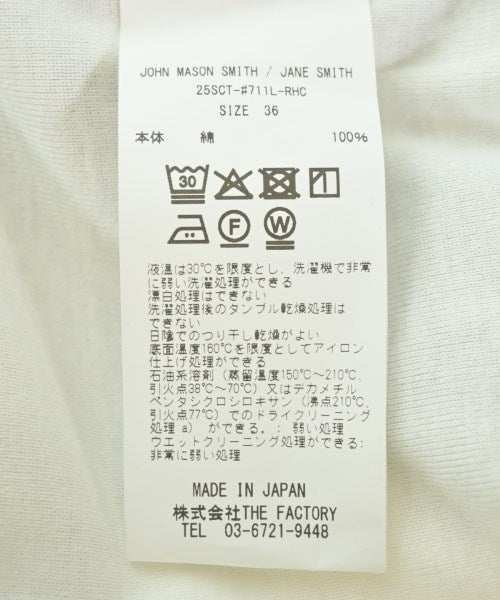 JOHN MASON SMITH / JANE SMITH
25SCT-#711L-RHC
SIZE 36
本体 綿 100%
30
F W
液温は30℃を限度とし、洗濯機で非常
に弱い洗濯処理ができる
漂白処理はできない
洗濯処理後のタンブル乾燥処理は
できない
日陰でのつり干し乾燥がよい
底面温度160℃を限度としてアイロン
仕上げ処理ができる
石油系溶剤（蒸留温度150℃～210℃、
引火点38℃～70℃）又はデカメチル
ペンタシクロシロキサン（沸点210℃、
引火点77℃）でのドライクリーニング
処理 a）ができる。：弱い処理
ウエットクリーニング処理ができる：
非常に弱い処理
MADE IN JAPAN
株式会社THE FACTORY
TEL 03-6721-9448